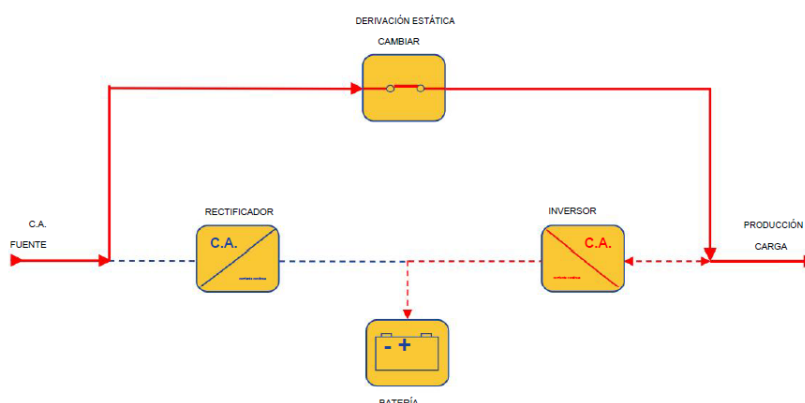 DERIVACIÓN ESTÁTICA
CAMBIAR
C.A.
FUENTE
RECTIFICADOR
C.A.
INVERSOR
C.A.
PRODUCCIÓN
CARGA
- +
BATERÍA